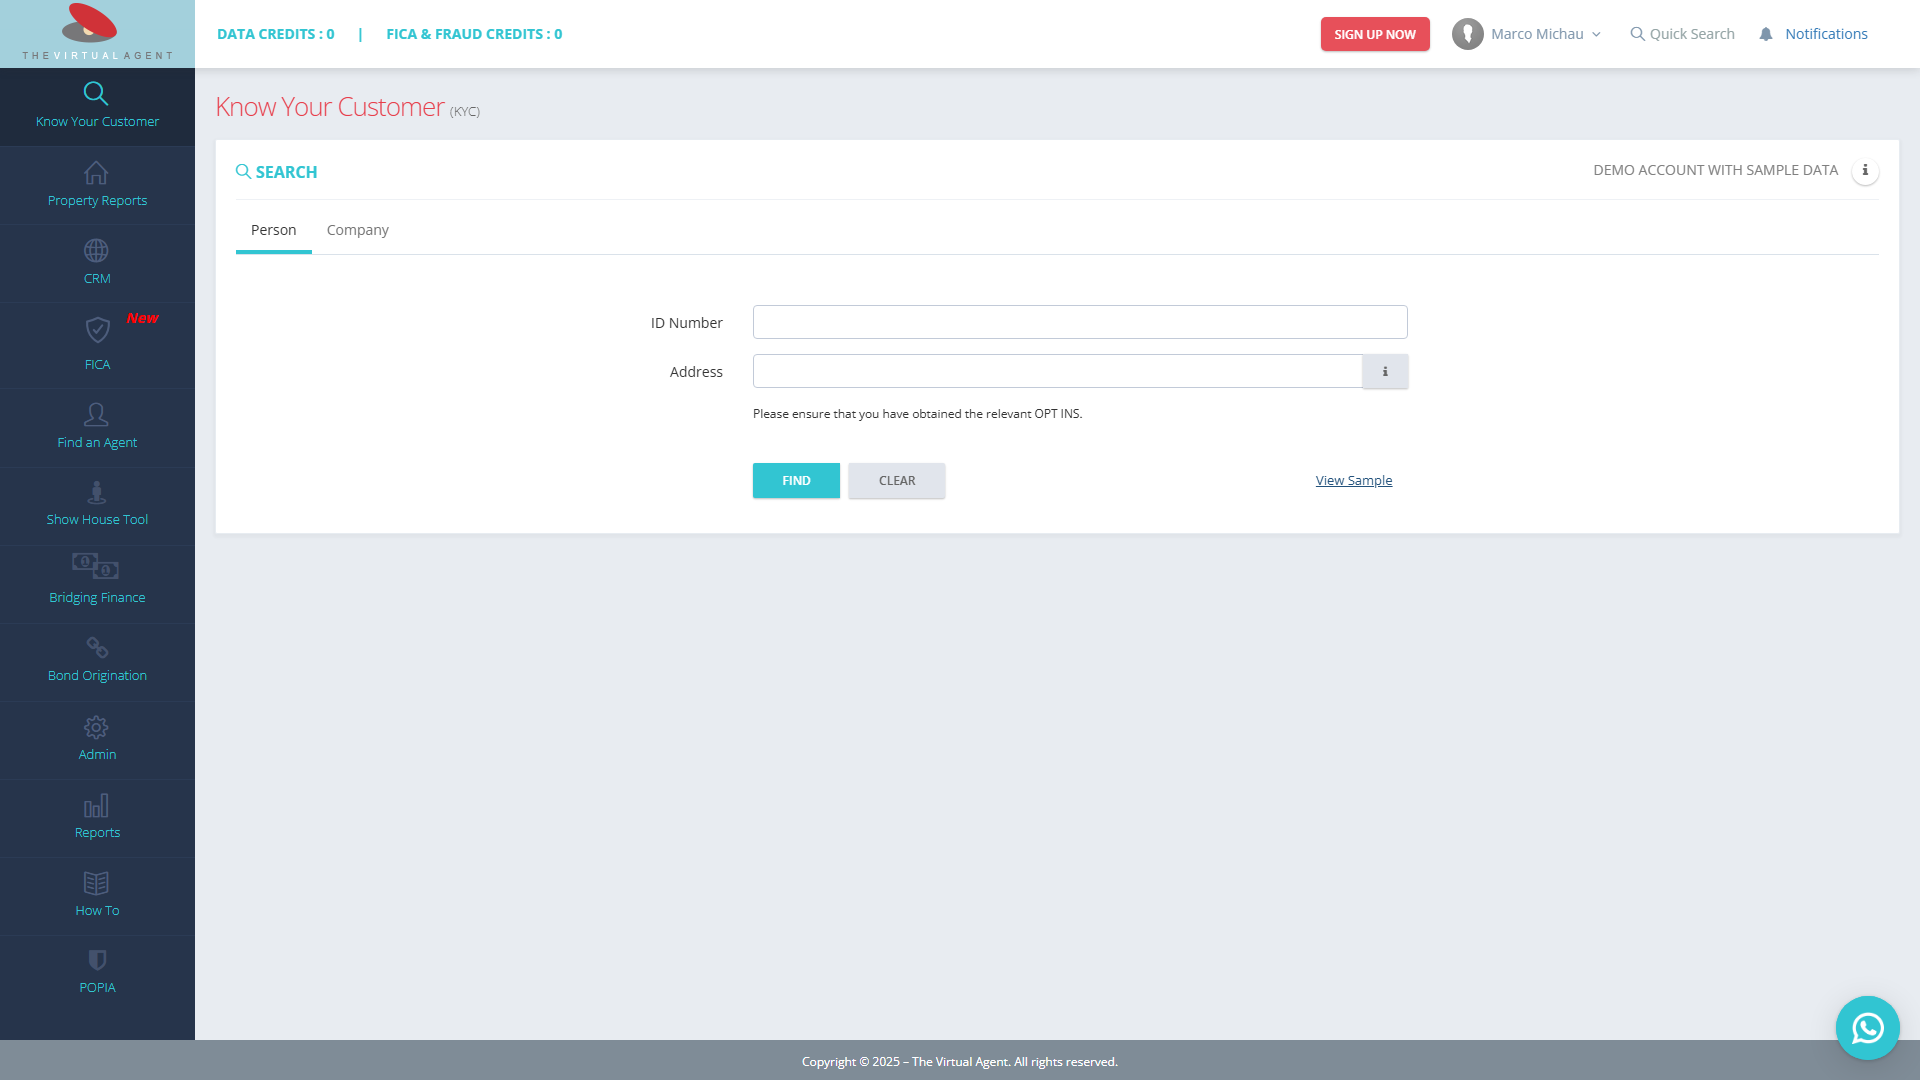 THEVIRTUALAGENT
DATA CREDITS : 0 | FICA & FRAUD CREDITS : 0
SIGN UP NOW
Marco Michau
Quick Search
Notifications
Know Your Customer
Property Reports
CRM
New
FICA
Find an Agent
Show House Tool
Bridging Finance
Bond Origination
Admin
Reports
How To
POPIA
Know Your Customer (KYC)
SEARCH
DEMO ACCOUNT WITH SAMPLE DATA
Person
Company
ID Number
Address
Please ensure that you have obtained the relevant OPT INS.
FIND
CLEAR
View Sample
Copyright © 2025 – The Virtual Agent. All rights reserved.